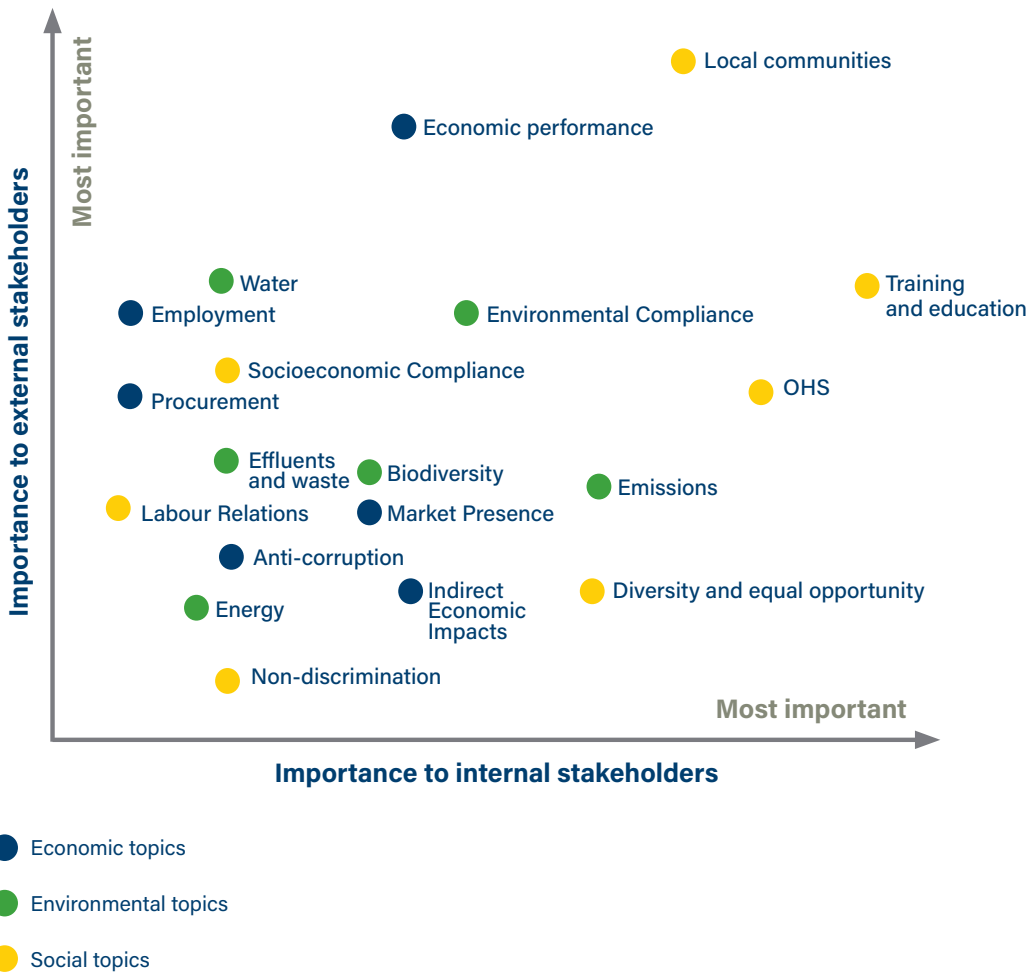 Most important
Importance to external stakeholders
Local communities
Economic performance
Water
Training
and education
Employment
Environmental Compliance
Socioeconomic Compliance
OHS
Procurement
Effluents
and waste
Biodiversity
Emissions
Labour Relations
Market Presence
Anti-corruption
Indirect
Economic
Impacts
Diversity and equal opportunity
Energy
Non-discrimination
Most important
Importance to internal stakeholders
Economic topics
Environmental topics
Social topics